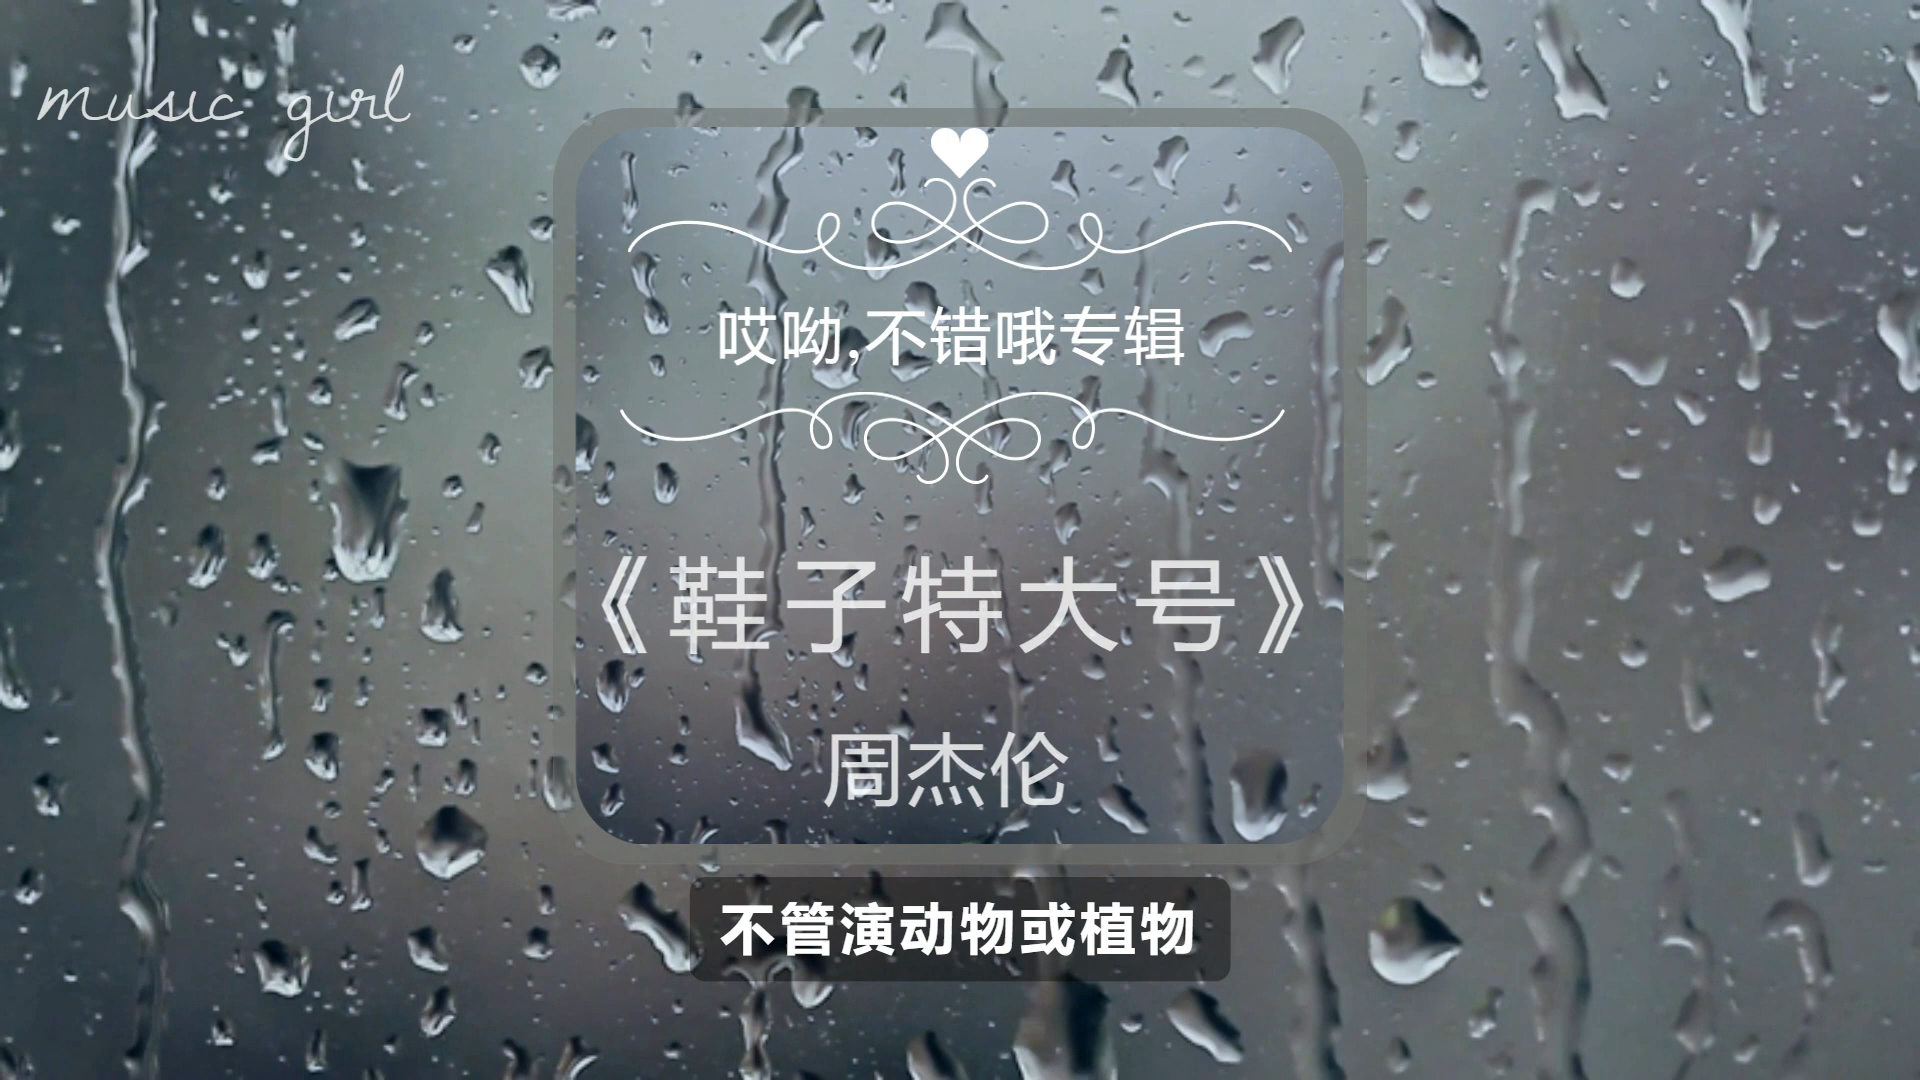 music girl
哎呦,不错哦专辑
《鞋子特大号》
周杰伦
不管演动物或植物